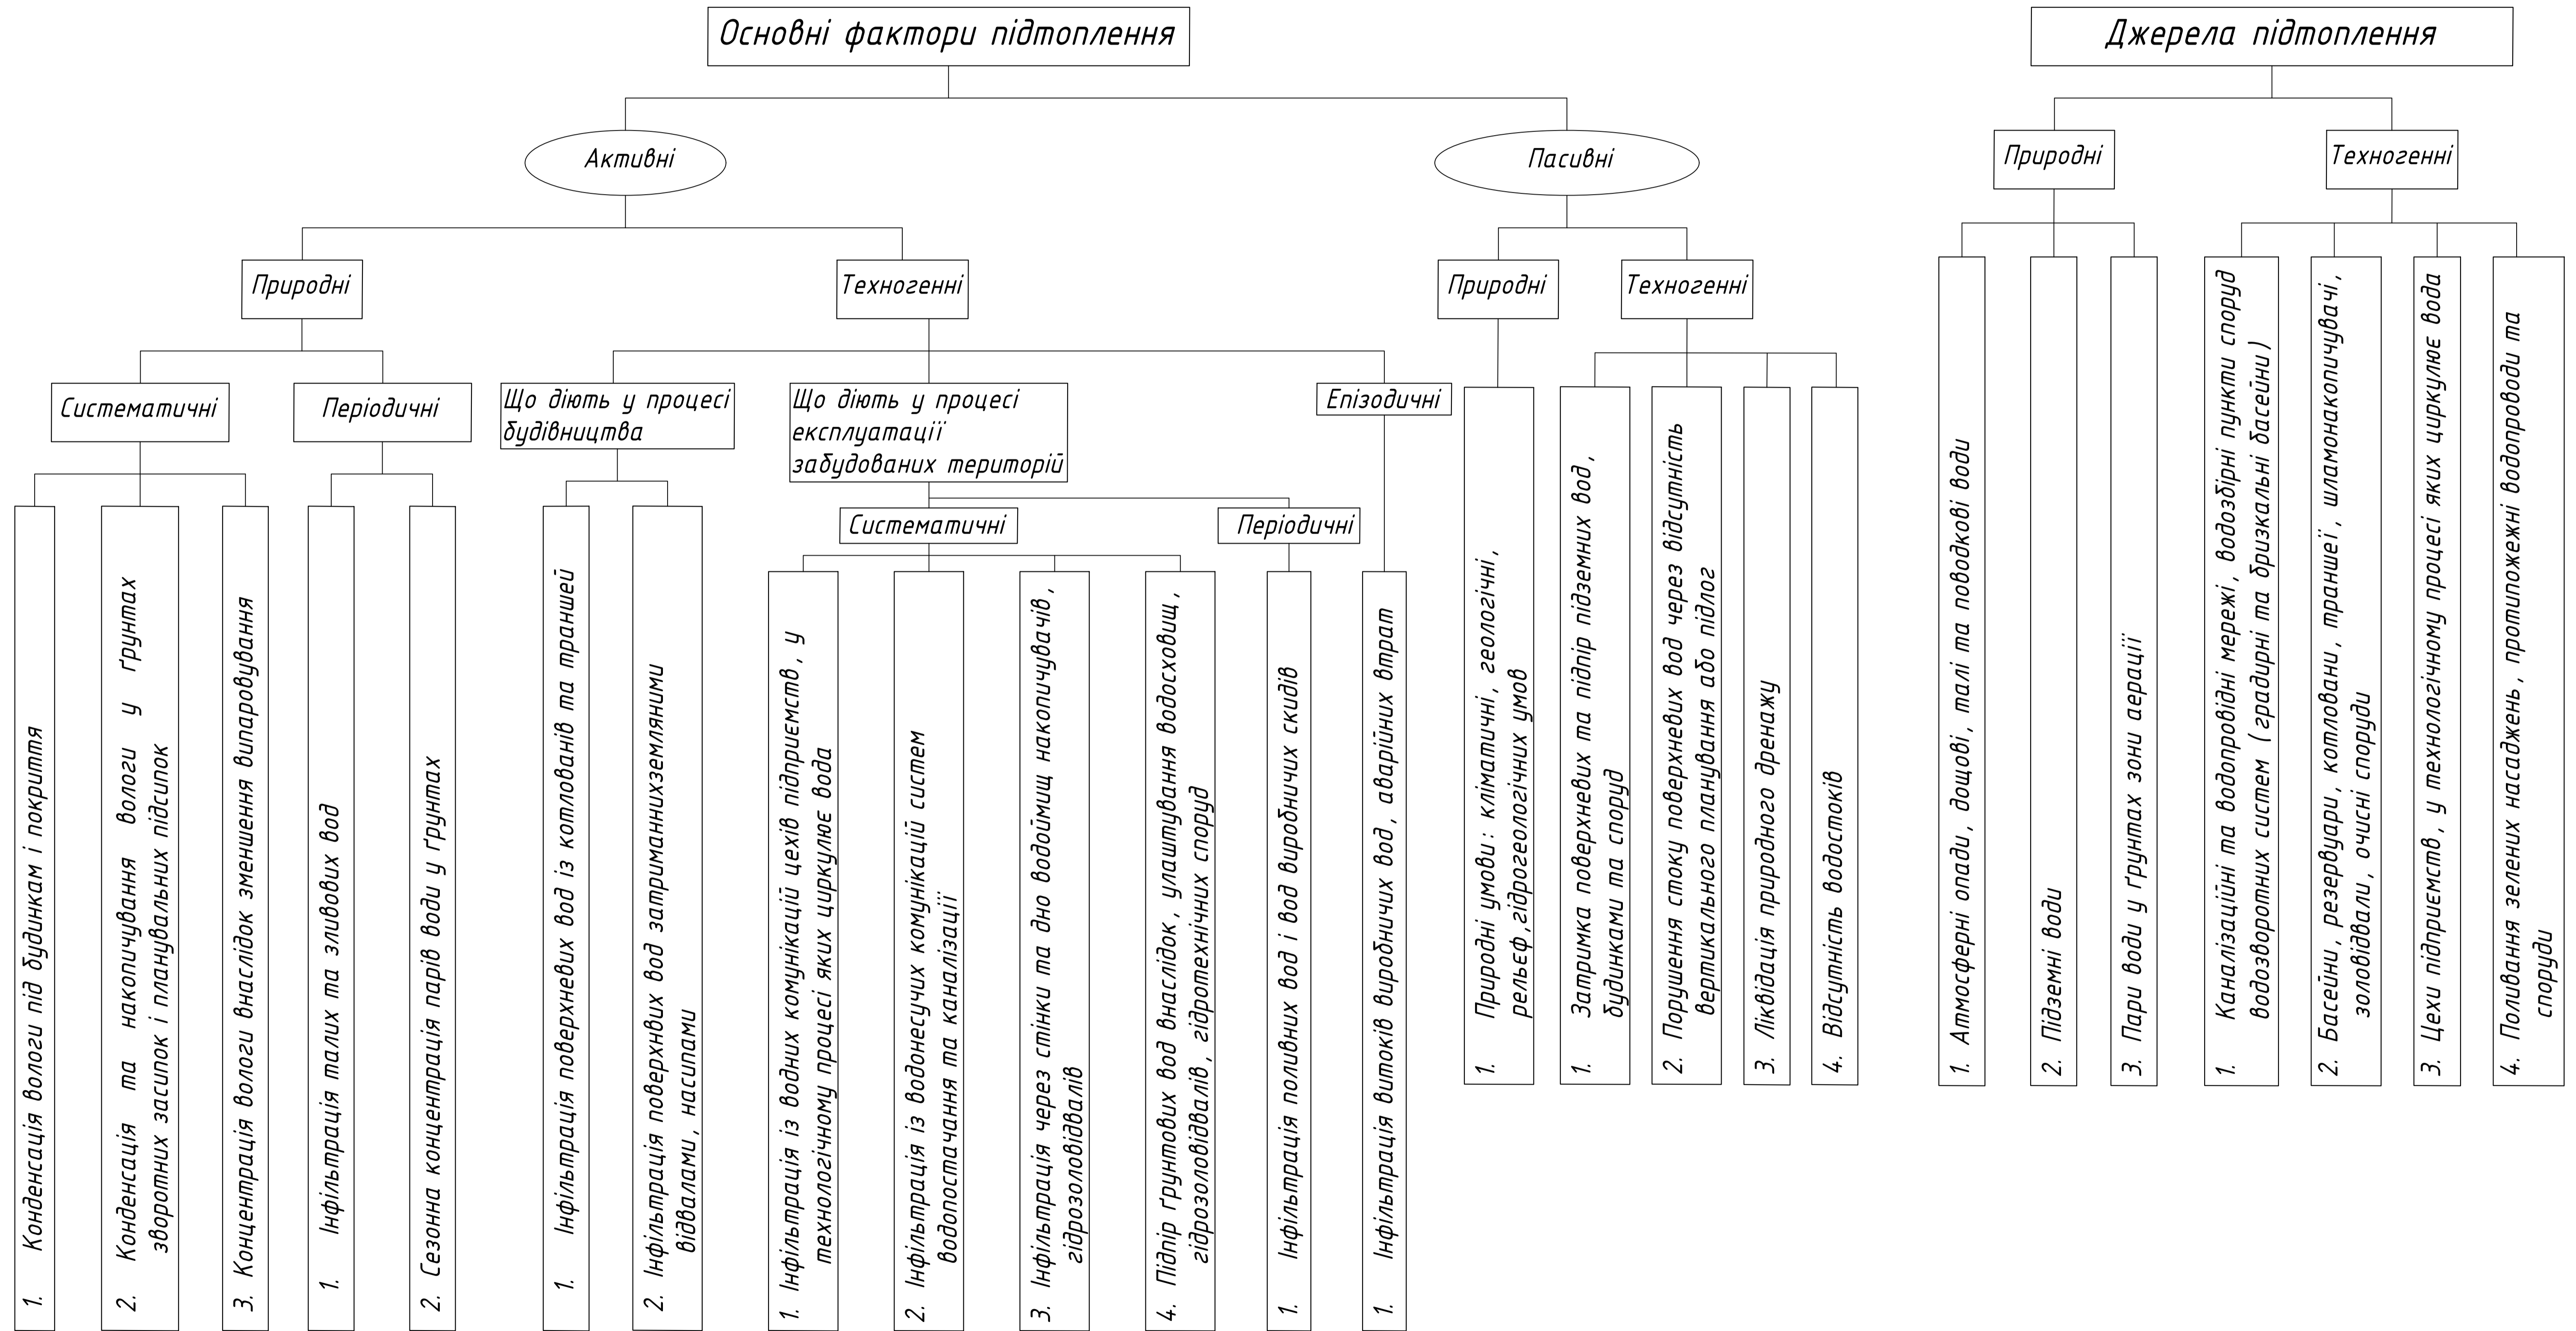 Основні фактори підтоплення
Джерела підтоплення
Активні
Пасивні
Природні
Техногенні
Природні
Техногенні
Природні
Техногенні
Систематичні
Періодичні
Що діють у процесі
будівництва
Що діють у процесі
експлуатації
забудованих територій
Епізодичні
Систематичні
Періодичні
1. Конденсація вологи під будинкам і покриття
2. Конденсація та накопичування вологи у ґрунтах
зворотних засипок і планувальних підсипок
3. Концентрація вологи внаслідок зменшення випаровування
1. Інфільтрація талих та зливових вод
2. Сезонна концентрація парів води у ґрунтах
1. Інфільтрація поверхневих вод із котлованів та траншей
2. Інфільтрація поверхнвих вод затриманнихземляними
відвалами, насипами
1. Інфільтрація із водних комунікацій цехів підприємств, у
технологічному процесі яких циркулює вода
2. Інфільтрація із водонесучих комунікацій систем
водопостачання та каналізації
3. Інфільтрація через стінки та дно водоймищ накопичувачів,
гідрозоловідвалів
4. Підпір ґрунтових вод внаслідок, улаштування водосховищ,
гідрозоловідвалів, гідротехнічних споруд
1. Інфільтрація поливних вод і вод виробничих скидів
1. Інфільтрація витоків виробничих вод, аварійних втрат
1. Природні умови: кліматичні, геологічні,
рельєф,гідрогеологічних умов
1. Затримка поверхневих та підпір підземних вод,
будинками та споруд
2. Порушення стоку поверхневих вод через відсутність
вертикального планування або підлог
3. Ліквідація природного дренажу
4. Відсутність водостоків
1. Атмосферні опади, дощові, талі та поводкові води
2. Підземні води
3. Пари води у ґрунтах зони аерації
1. Каналізаційні та водопровідні мережі, водозбірні пункти споруд
водозворотних систем (градирні та бризкальні басейни)
2. Басейни, резервуари, котловани, траншеї, шламонакопичувачі,
золовідвали, очисні споруди
3. Цехи підприємств, у технологічному процесі яких циркулює вода
4. Поливання зелених насаджень, протипожежні водопроводи та
споруди